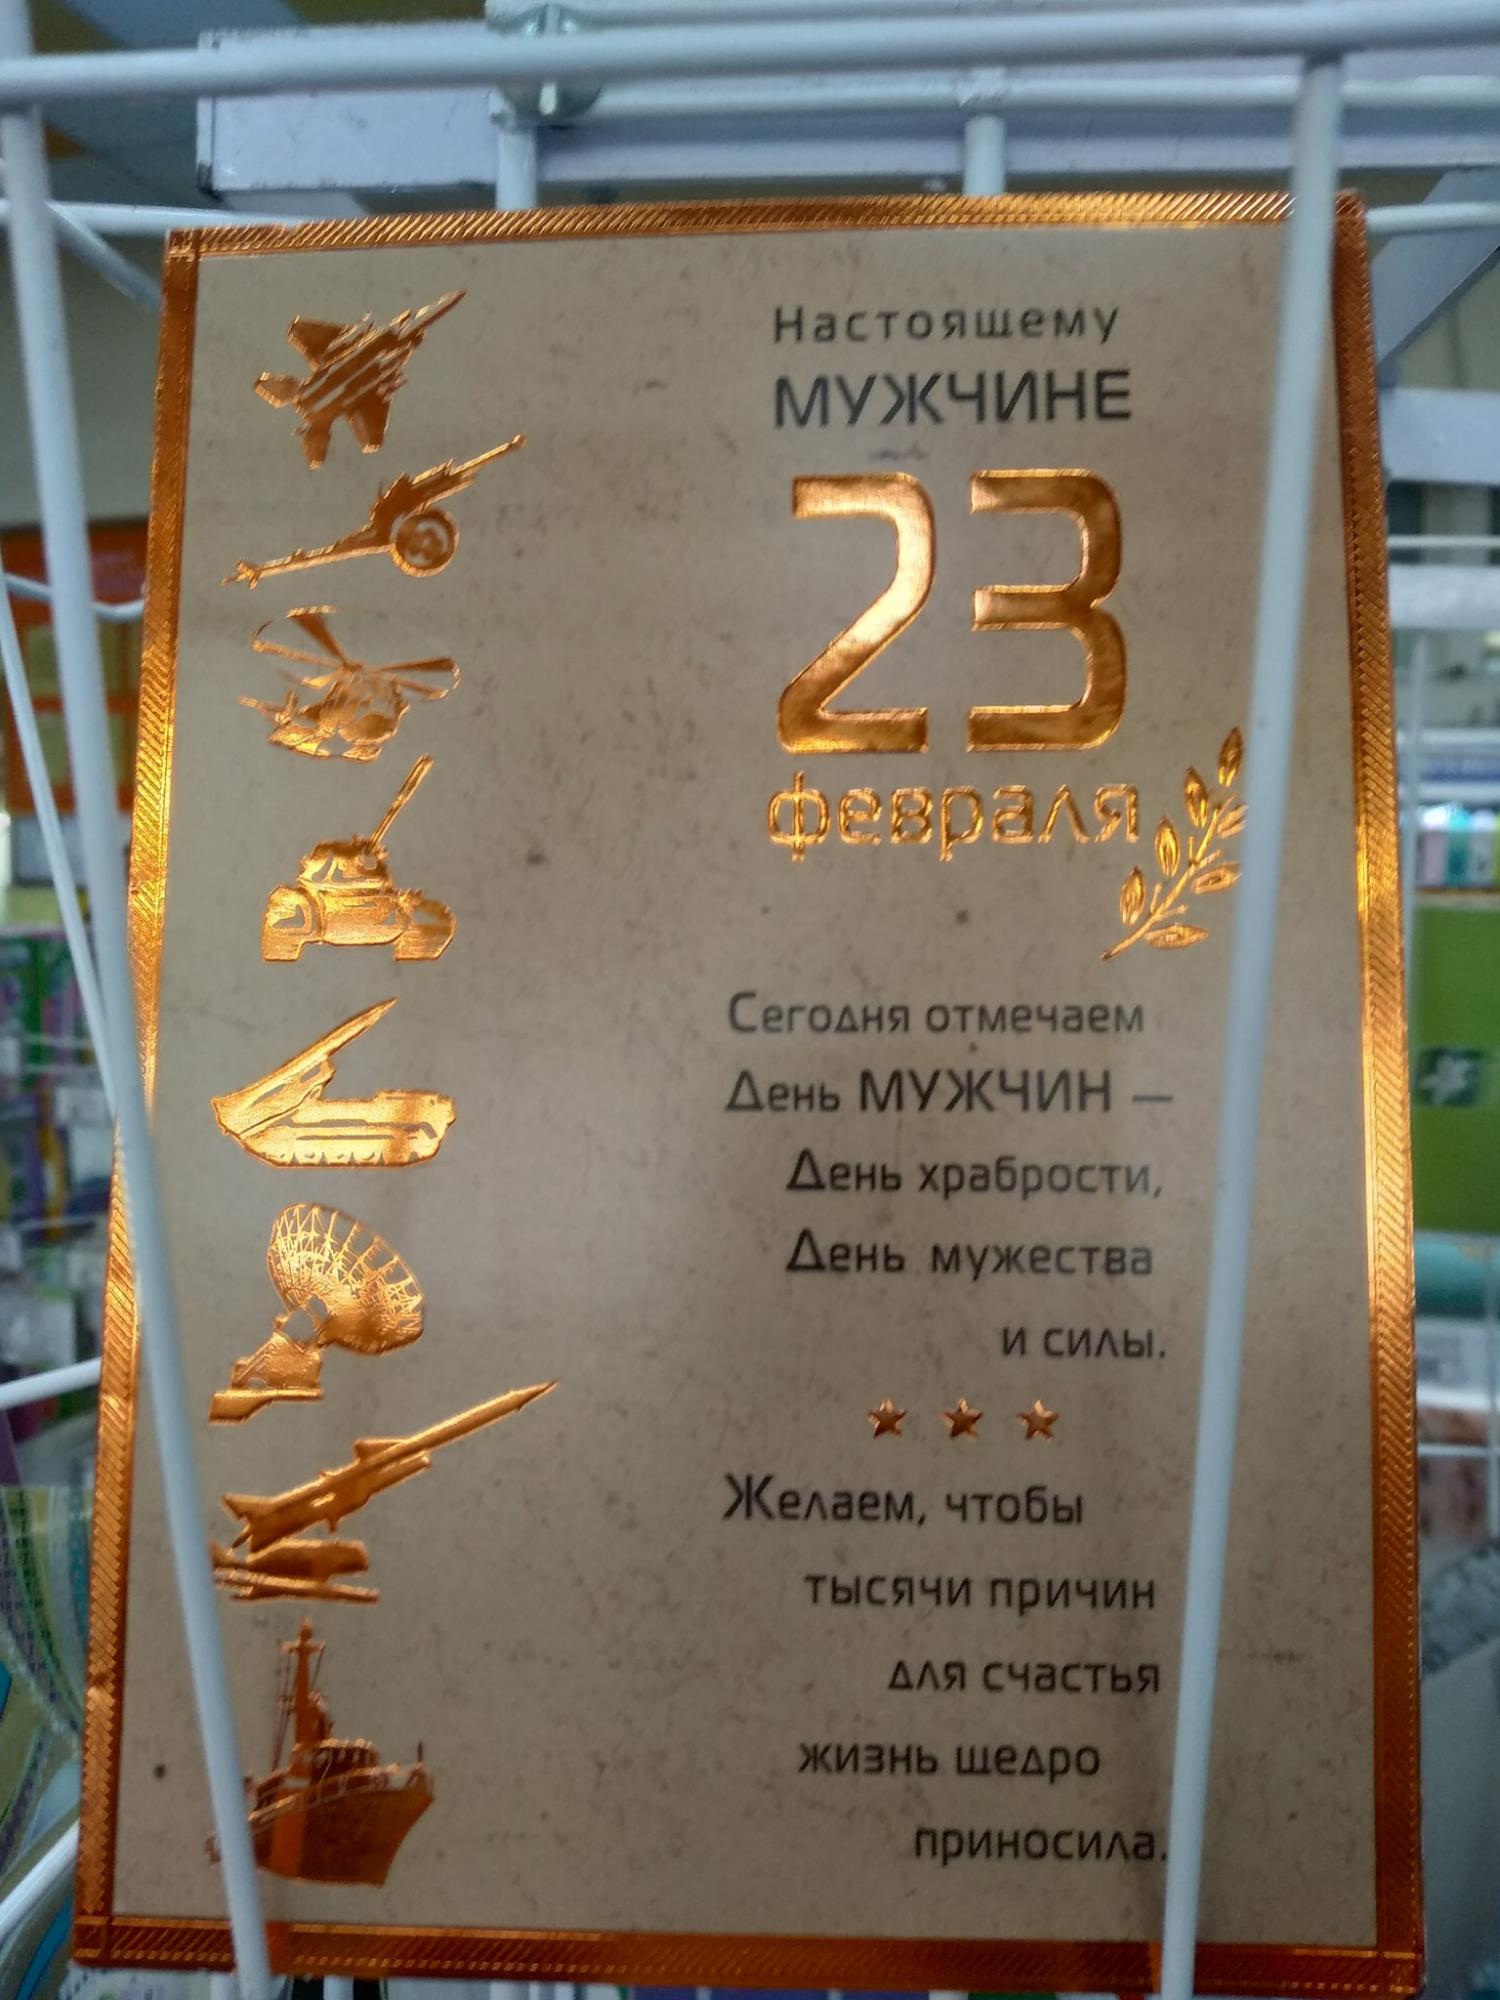 Настоящему
МУЖЧИНЕ
23
февраля
Сегодня отмечаем
День МУЖЧИН —
День храбрости,
День мужества
и силы.
Желаем, чтобы
тысячи причин
для счастья
жизнь щедро
приносила.